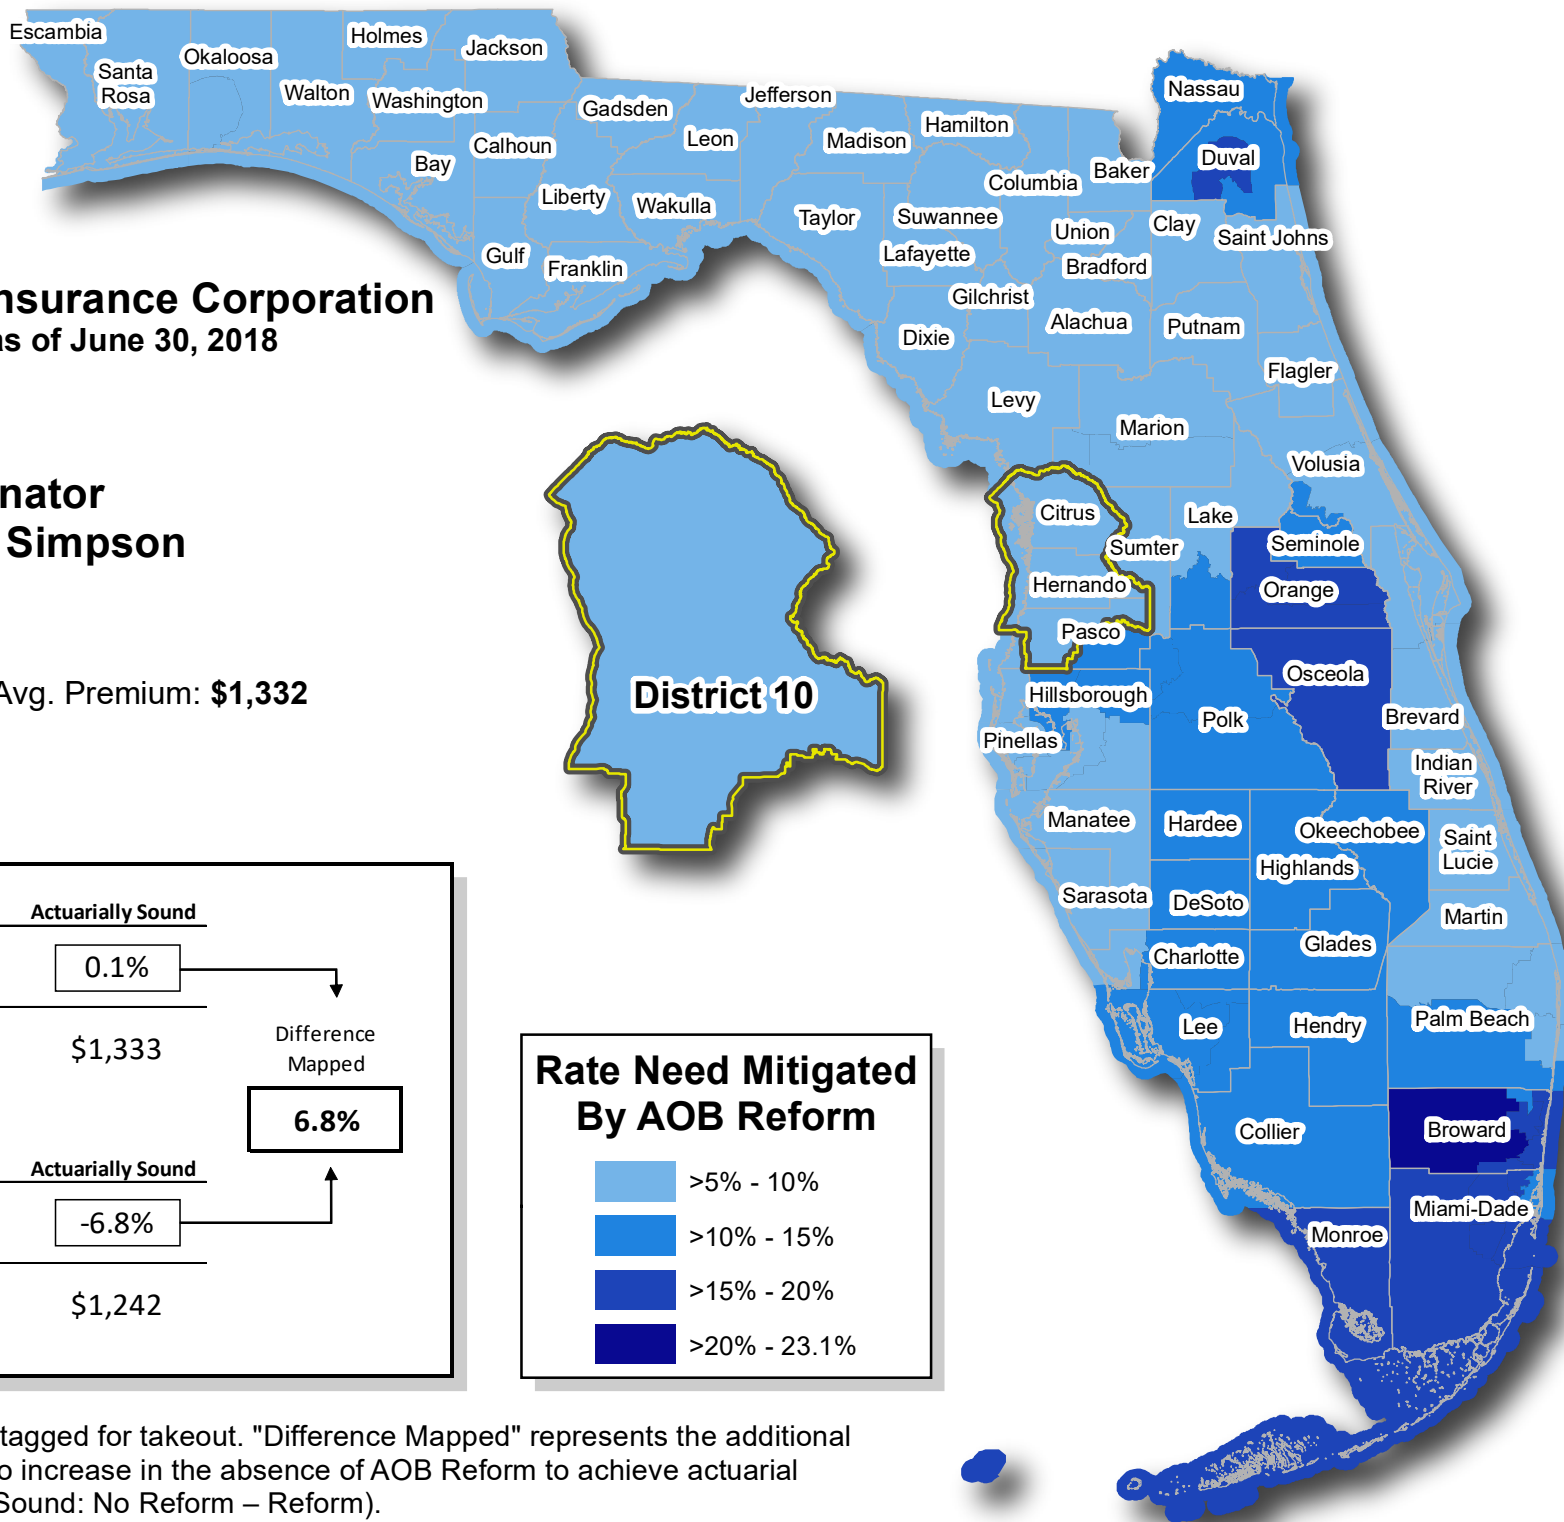 Escambia
Santa
Rosa
Okaloosa
Holmes
Jackson
Walton
Washington
Bay
Calhoun
Gulf
Gadsden
Liberty
Franklin
Leon
Wakulla
Jefferson
Madison
Taylor
Hamilton
Suwannee
Lafayette
Columbia
Baker
Nassau
Duval
Union
Bradford
Clay
Saint Johns
Gilchrist
Dixie
Alachua
Putnam
Flagler
Levy
Marion
Volusia
Citrus
Sumter
Lake
Seminole
Hernando
Orange
Pasco
Osceola
Hillsborough
Polk
Brevard
Pinellas
Indian
River
Manatee
Hardee
Okeechobee
Saint
Lucie
Highlands
Sarasota
DeSoto
Martin
Charlotte
Glades
Lee
Hendry
Palm Beach
Collier
Broward
Miami-Dade
Monroe
nsurance Corporation
as of June 30, 2018
nator
Simpson
Avg. Premium: $1,332
District 10
Actuarially Sound
0.1%
$1,333
Difference
Mapped
6.8%
Actuarially Sound
-6.8%
$1,242
Rate Need Mitigated
By AOB Reform
>5% - 10%
>10% - 15%
>15% - 20%
>20% - 23.1%
tagged for takeout. "Difference Mapped" represents the additional
o increase in the absence of AOB Reform to achieve actuarial
Sound: No Reform – Reform).